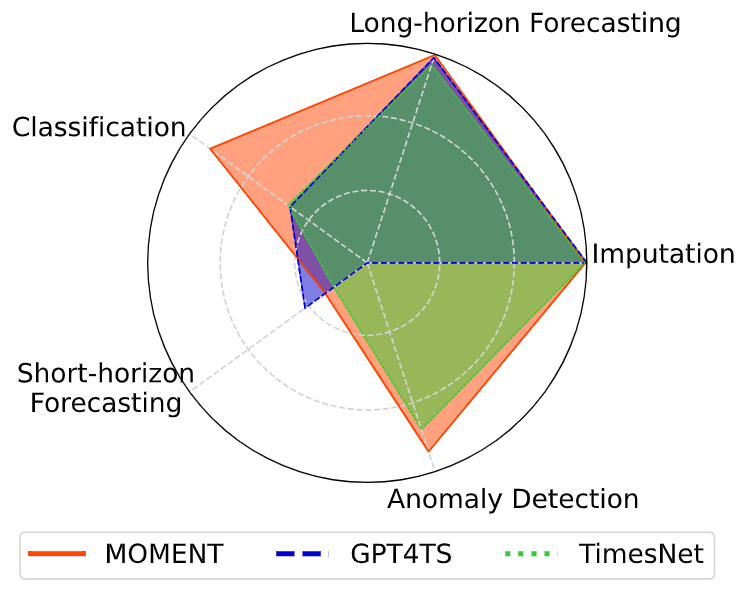 Long-horizon Forecasting
Classification
Imputation
Short-horizon
Forecasting
Anomaly Detection
MOMENT
GPT4TS
TimesNet